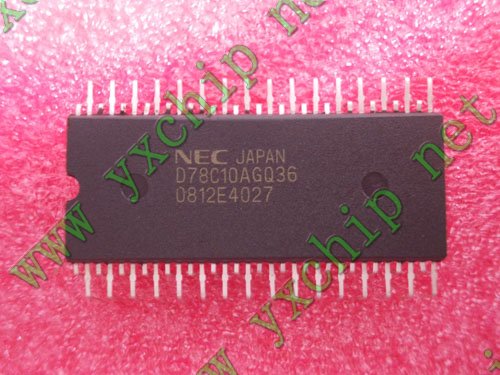 NEC JAPAN
D78C10AGQ36
0812E4027
www.yxchip.net
www.yxchip.net